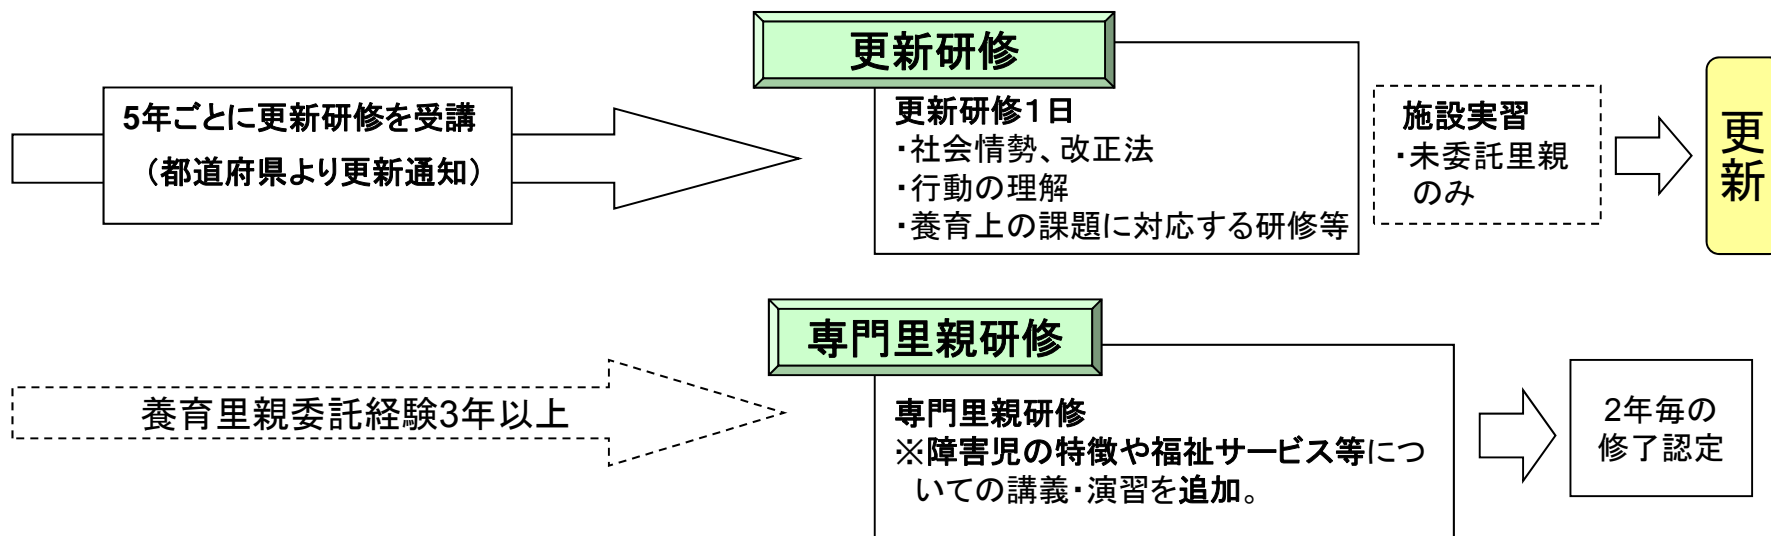 更新研修
5年ごとに更新研修を受講
（都道府県より更新通知）
更新研修1日
・社会情勢、改正法
・行動の理解
・養育上の課題に対応する研修等
施設実習
・未委託里親
のみ
更新
専門里親研修
養育里親委託経験3年以上
専門里親研修
※障害児の特徴や福祉サービス等につ
いての講義・演習を追加。
2年毎の
修了認定